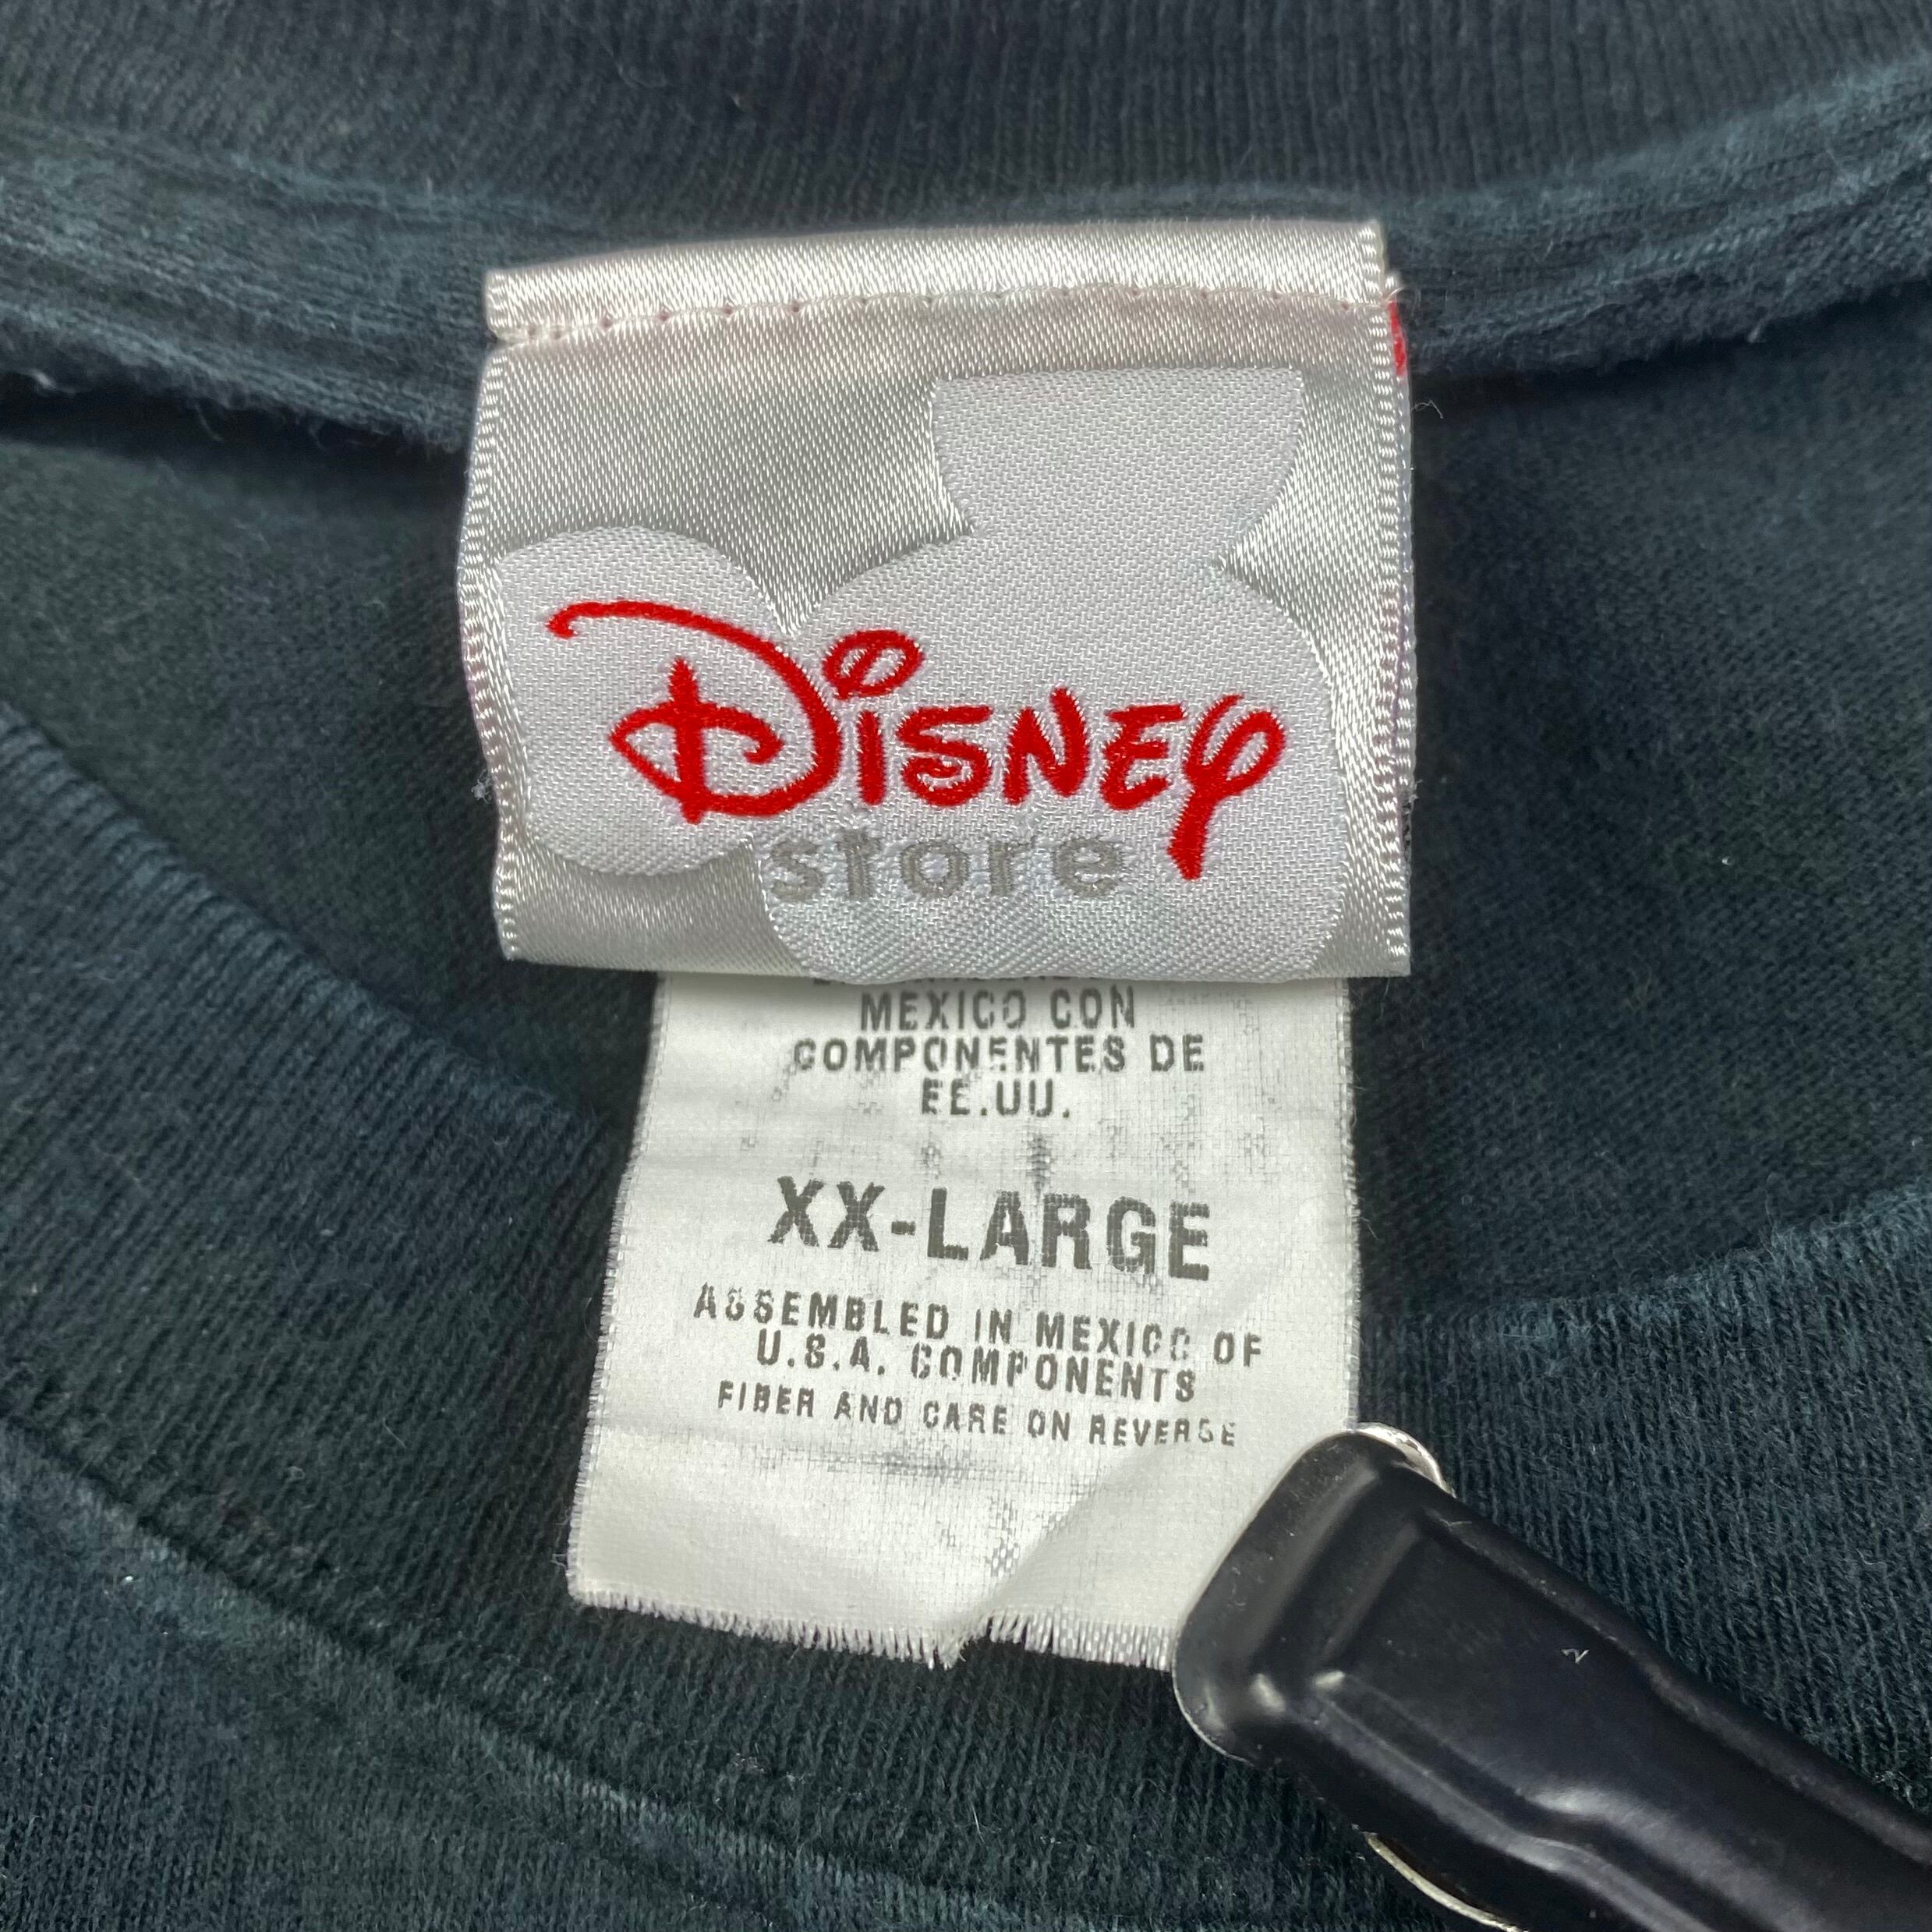 Disney
store
MEXICO CON
COMPONENTES DE
EE.UU.
XX-LARGE
ASSEMBLED IN MEXICO OF
U.S.A. COMPONENTS
FIBER AND CARE ON REVERSE